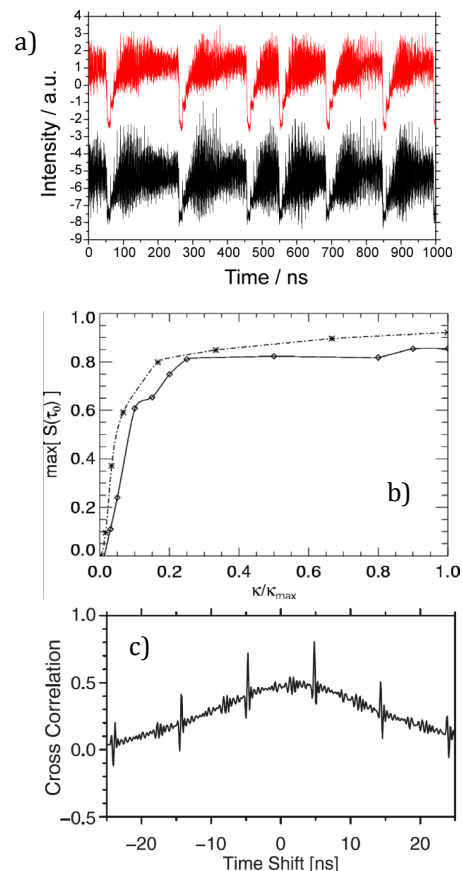 a)
4
3
2
1
0
-1
-2
-3
-4
-5
-6
-7
-8
-9
Intensity / a.u.
0 100 200 300 400 500 600 700 800 900 1000
Time / ns
1.0
0.8
0.6
0.4
0.2
0.0
max[ S(τ₀) ]
b)
0.0 0.2 0.4 0.6 0.8 1.0
κ/κmax
c)
1.0
0.5
0.0
−0.5
Cross Correlation
−20 −10 0 10 20
Time Shift [ns]